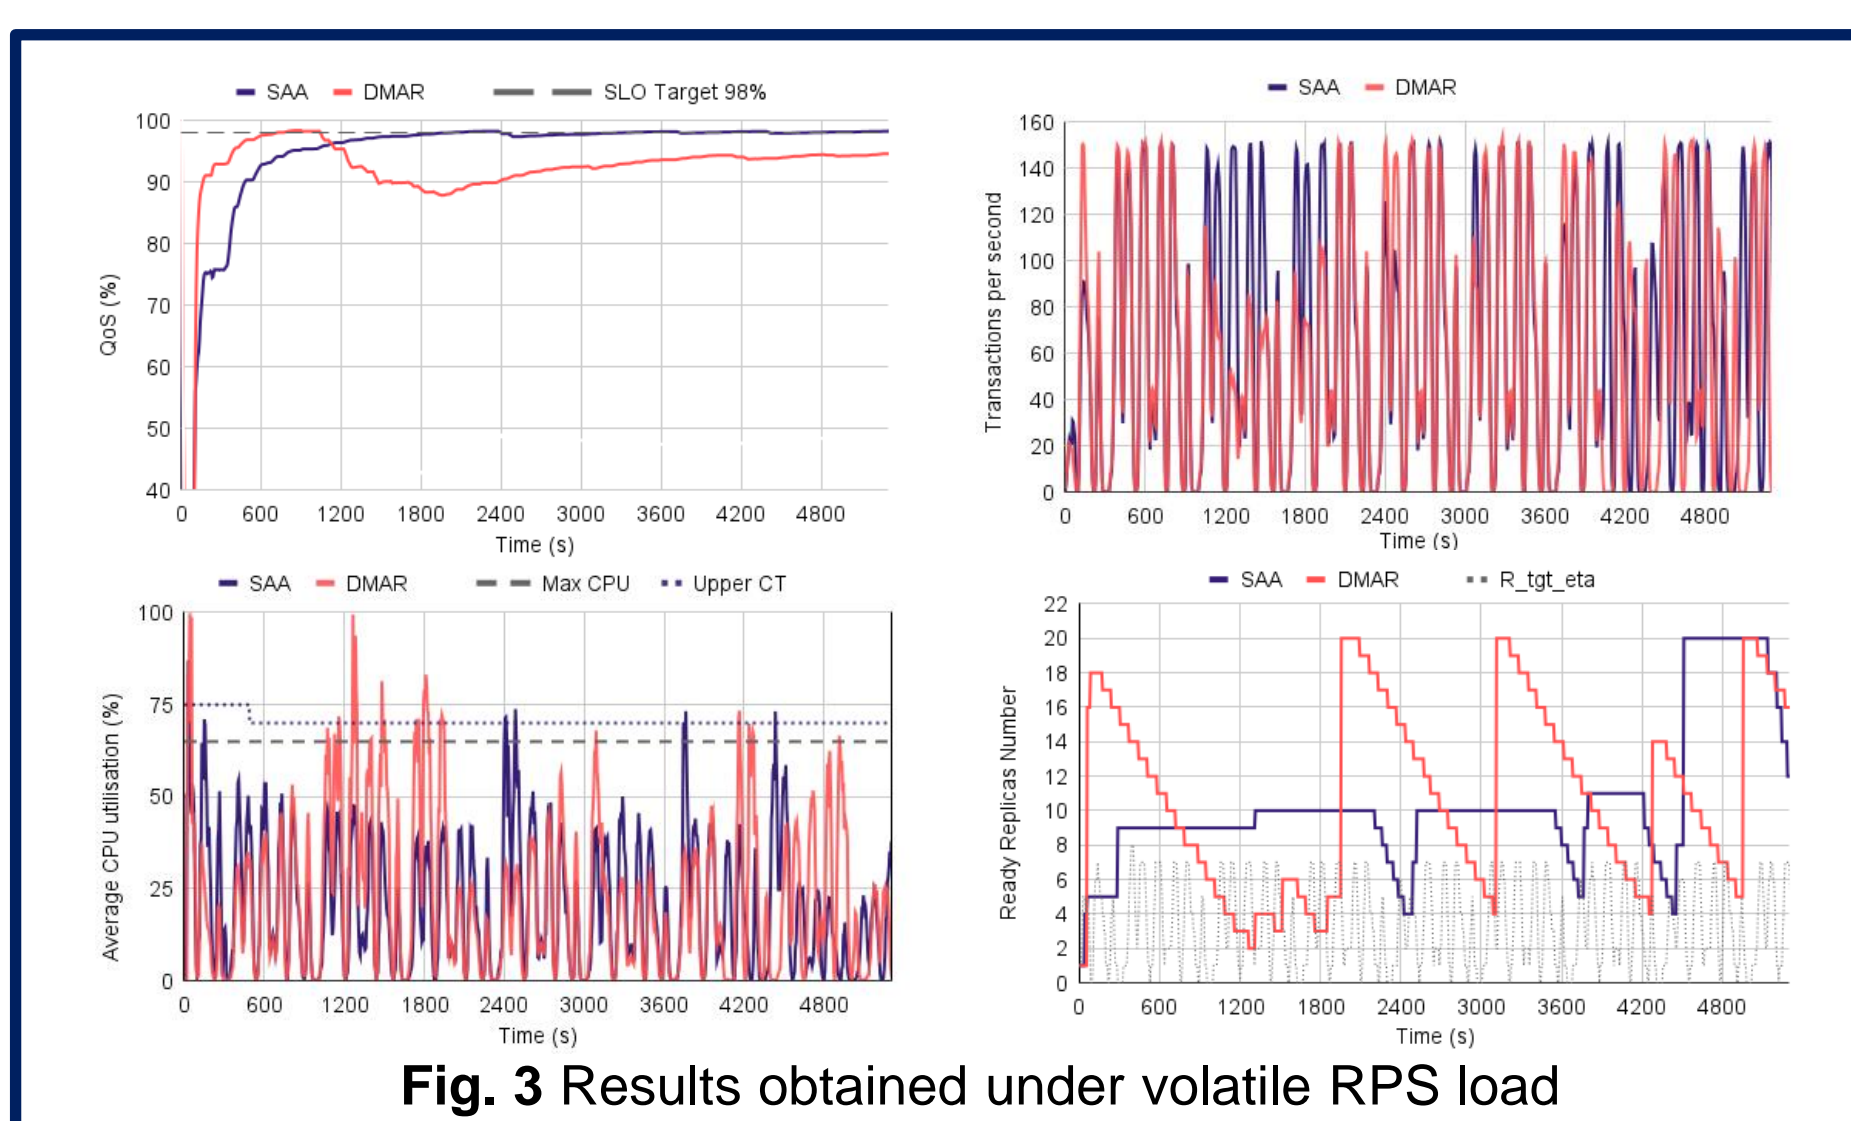 SAA DMAR SLO Target 98%
100
90
80
70
60
50
40
QoS (%)
0 600 1200 1800 2400 3000 3600 4200 4800
Time (s)
SAA DMAR
160
140
120
100
80
60
40
20
0
Transactions per second
0 600 1200 1800 2400 3000 3600 4200 4800
Time (s)
SAA DMAR Max CPU Upper CT
100
75
50
25
0
Average CPU utilisation (%)
0 600 1200 1800 2400 3000 3600 4200 4800
Time (s)
SAA DMAR R_tgt_eta
22
20
18
16
14
12
10
8
6
4
2
0
Ready Replicas Number
0 600 1200 1800 2400 3000 3600 4200 4800
Time (s)
Fig. 3 Results obtained under volatile RPS load